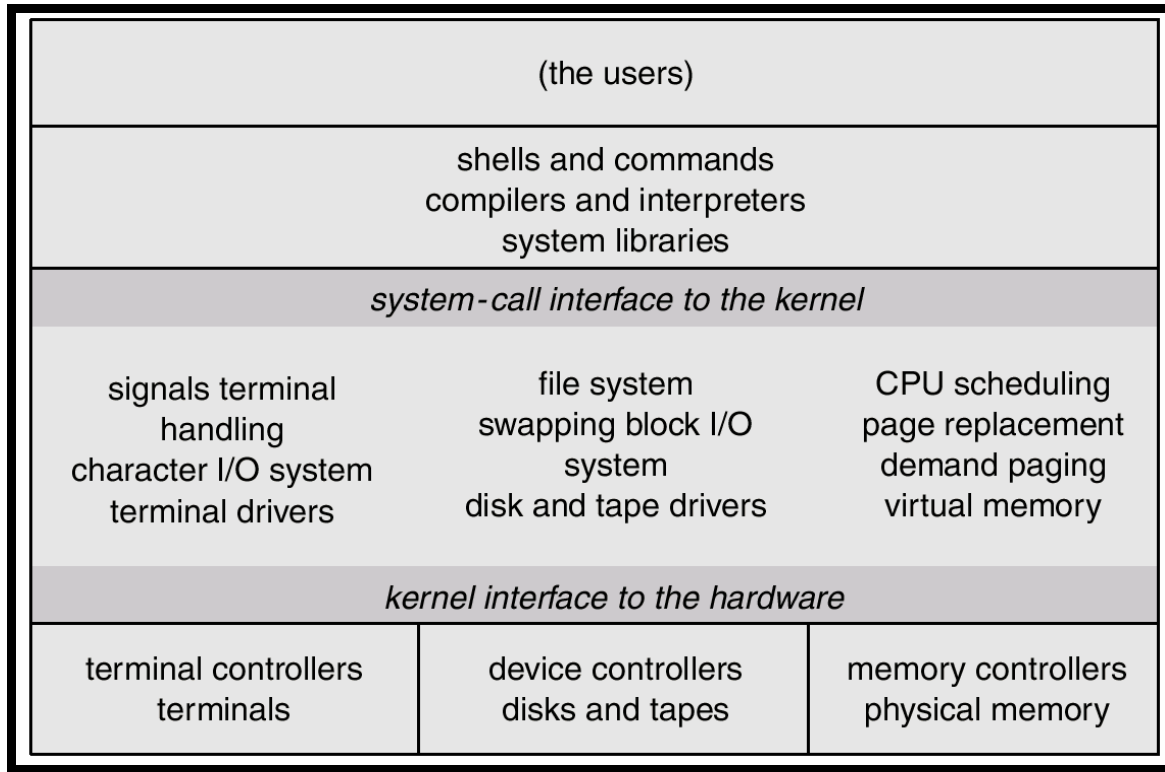 (the users)
shells and commands
compilers and interpreters
system libraries
system-call interface to the kernel
signals terminal
handling
character I/O system
terminal drivers
file system
swapping block I/O
system
disk and tape drivers
CPU scheduling
page replacement
demand paging
virtual memory
kernel interface to the hardware
terminal controllers
terminals
device controllers
disks and tapes
memory controllers
physical memory